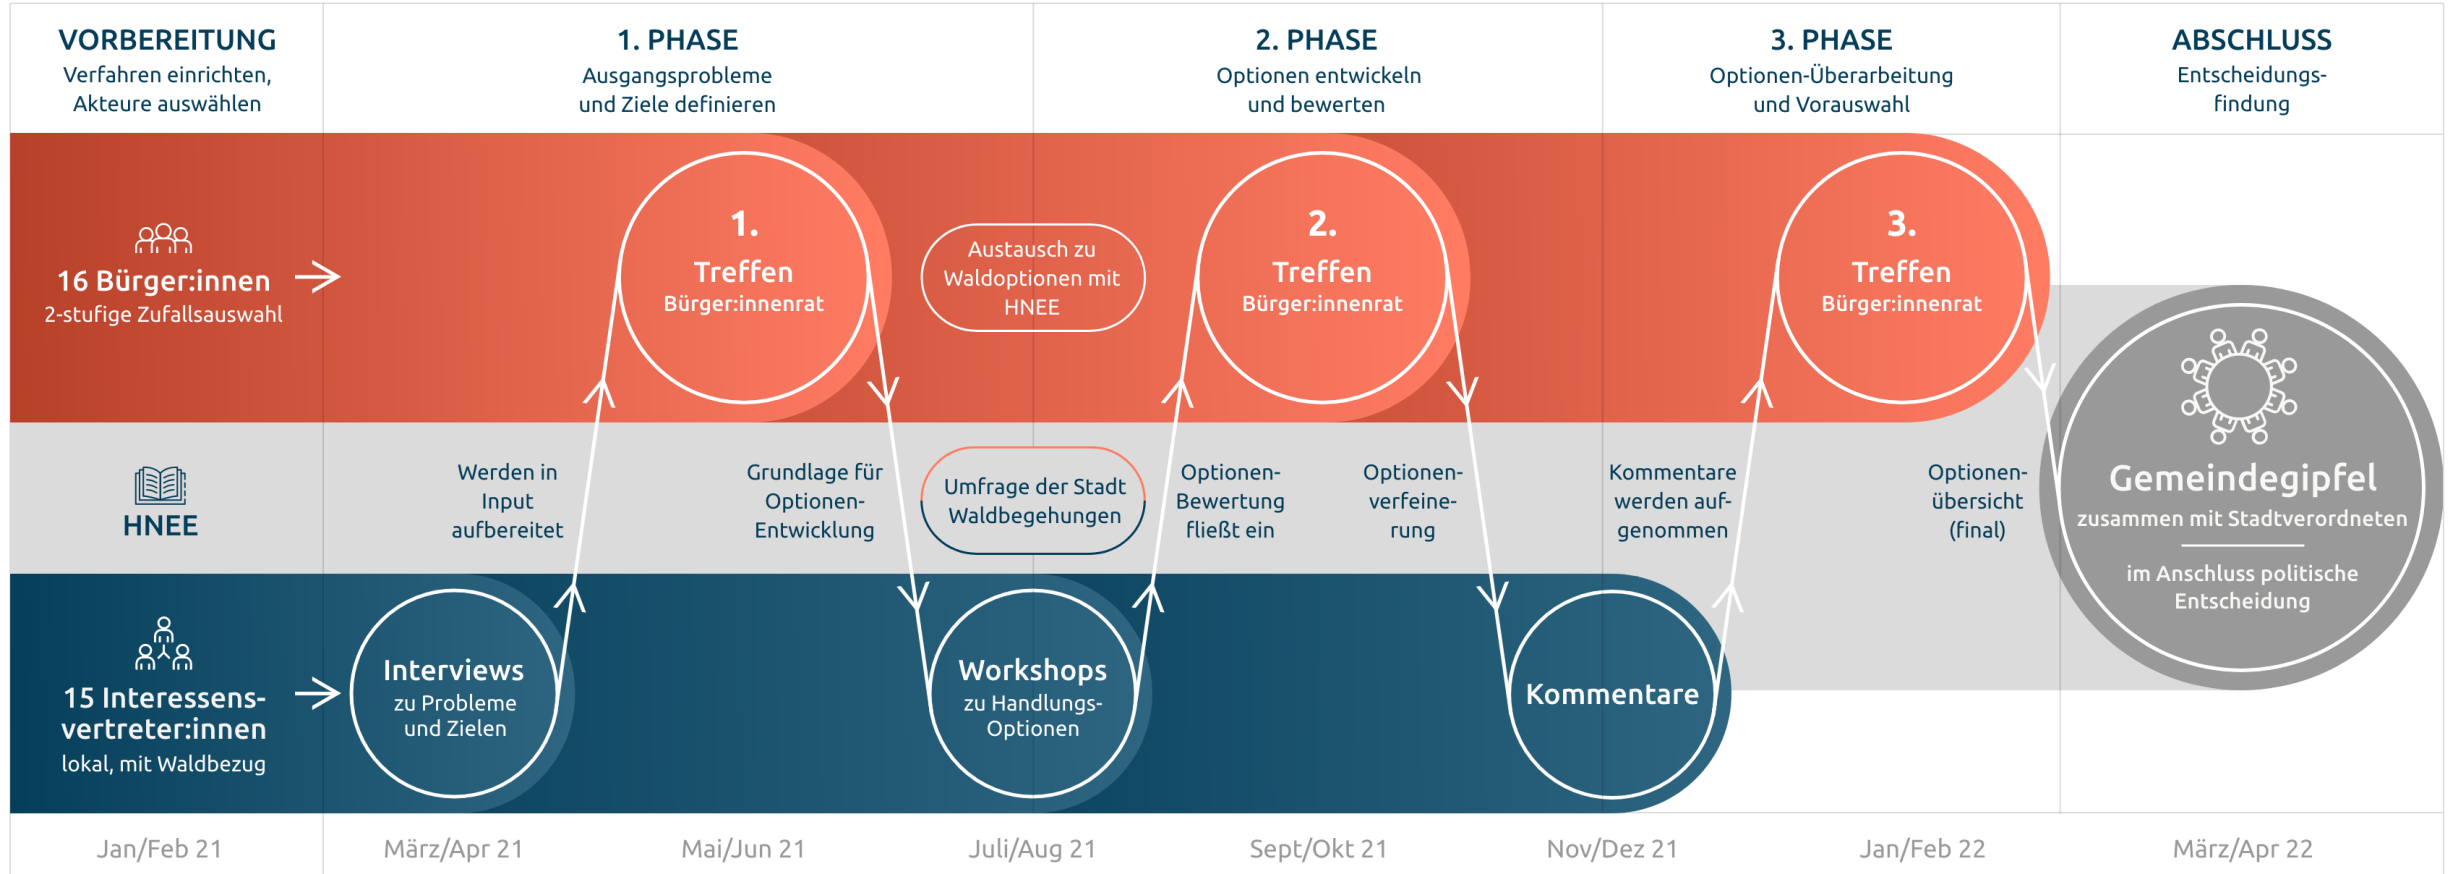 VORBEREITUNG
Verfahren einrichten,
Akteure auswählen
1. PHASE
Ausgangsprobleme
und Ziele definieren
2. PHASE
Optionen entwickeln
und bewerten
3. PHASE
Optionen-Überarbeitung
und Vorauswahl
ABSCHLUSS
Entscheidungs-
findung
16 Bürger:innen
2-stufige Zufallsauswahl
1.
Treffen
Bürger:innenrat
Austausch zu
Waldoptionen mit
HNEE
2.
Treffen
Bürger:innenrat
3.
Treffen
Bürger:innenrat
HNEE
Werden in
Input
aufbereitet
Grundlage für
Optionen-
Entwicklung
Umfrage der Stadt
Waldbegehungen
Optionen-
Bewertung
fließt ein
Optionen-
verfeine-
rung
Kommentare
werden auf-
genommen
Optionen-
übersicht
(final)
Gemeindegipfel
zusammen mit Stadtverordneten
im Anschluss politische
Entscheidung
15 Interessens-
vertreter:innen
lokal, mit Waldbezug
Interviews
zu Probleme
und Zielen
Workshops
zu Handlungs-
Optionen
Kommentare
Jan/Feb 21
März/Apr 21
Mai/Jun 21
Juli/Aug 21
Sept/Okt 21
Nov/Dez 21
Jan/Feb 22
März/Apr 22